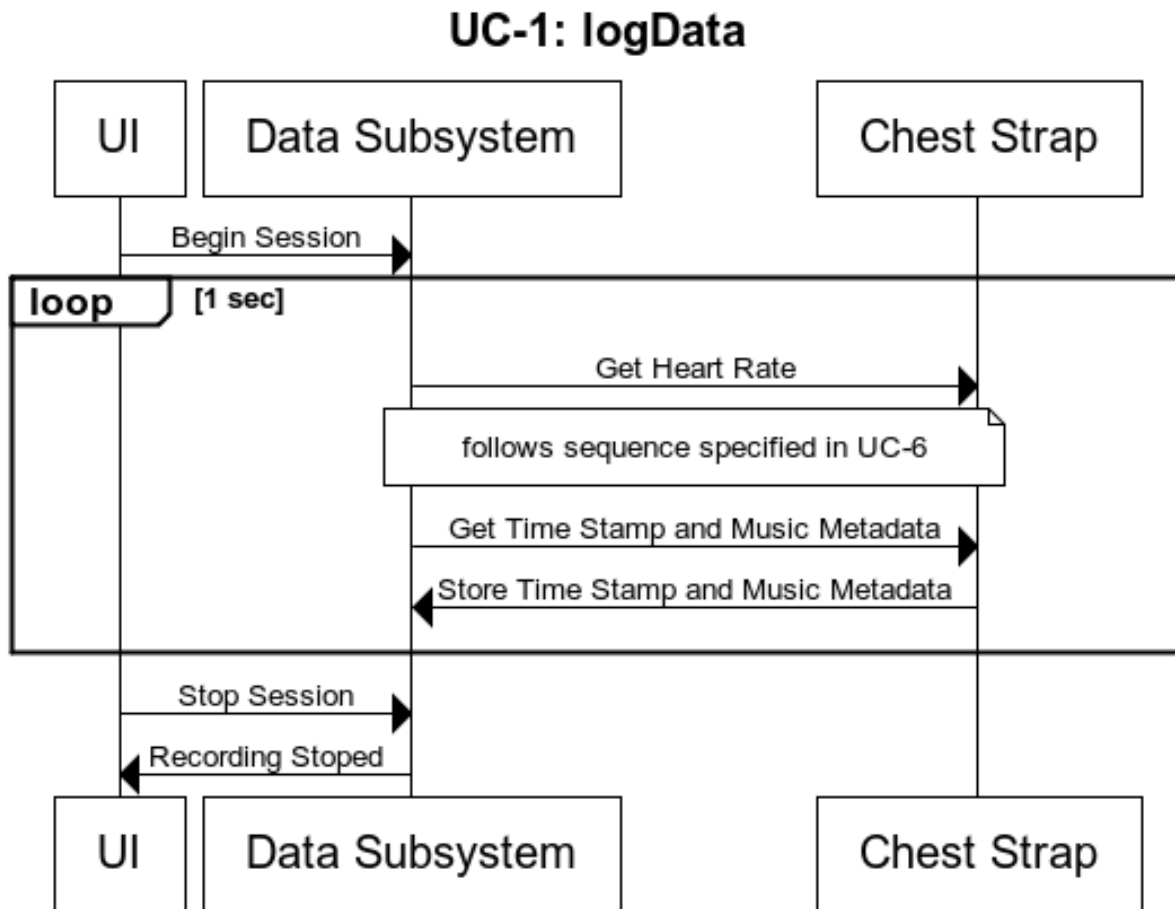 UC-1: logData
UI
Data Subsystem
Chest Strap
Begin Session
loop
[1 sec]
Get Heart Rate
follows sequence specified in UC-6
Get Time Stamp and Music Metadata
Store Time Stamp and Music Metadata
Stop Session
Recording Stoped
UI
Data Subsystem
Chest Strap